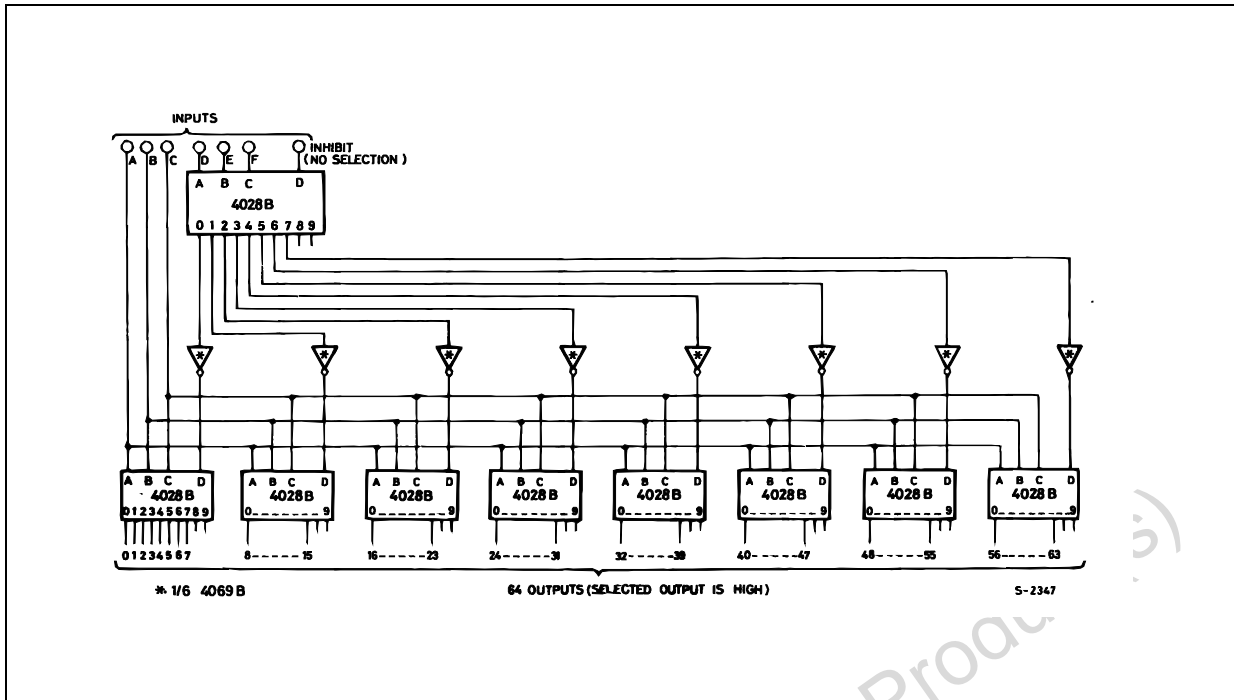 INPUTS
A B C D E F INHIBIT
(NO SELECTION)
A B C D
4028B
0 1 2 3 4 5 6 7 8 9
* * * * * * * *
A B C D A B C D A B C D A B C D A B C D A B C D A B C D A B C D
4028B 4028B 4028B 4028B 4028B 4028B 4028B 4028B
0 1 2 3 4 5 6 7 8 9 0------9 0------9 0------9 0------9 0------9 0------9 0------9
0 1 2 3 4 5 6 7 8-----15 16-----23 24-----31 32-----39 40-----47 48-----55 56-----63
* 1/6 4069B 64 OUTPUTS (SELECTED OUTPUT IS HIGH) S-2347